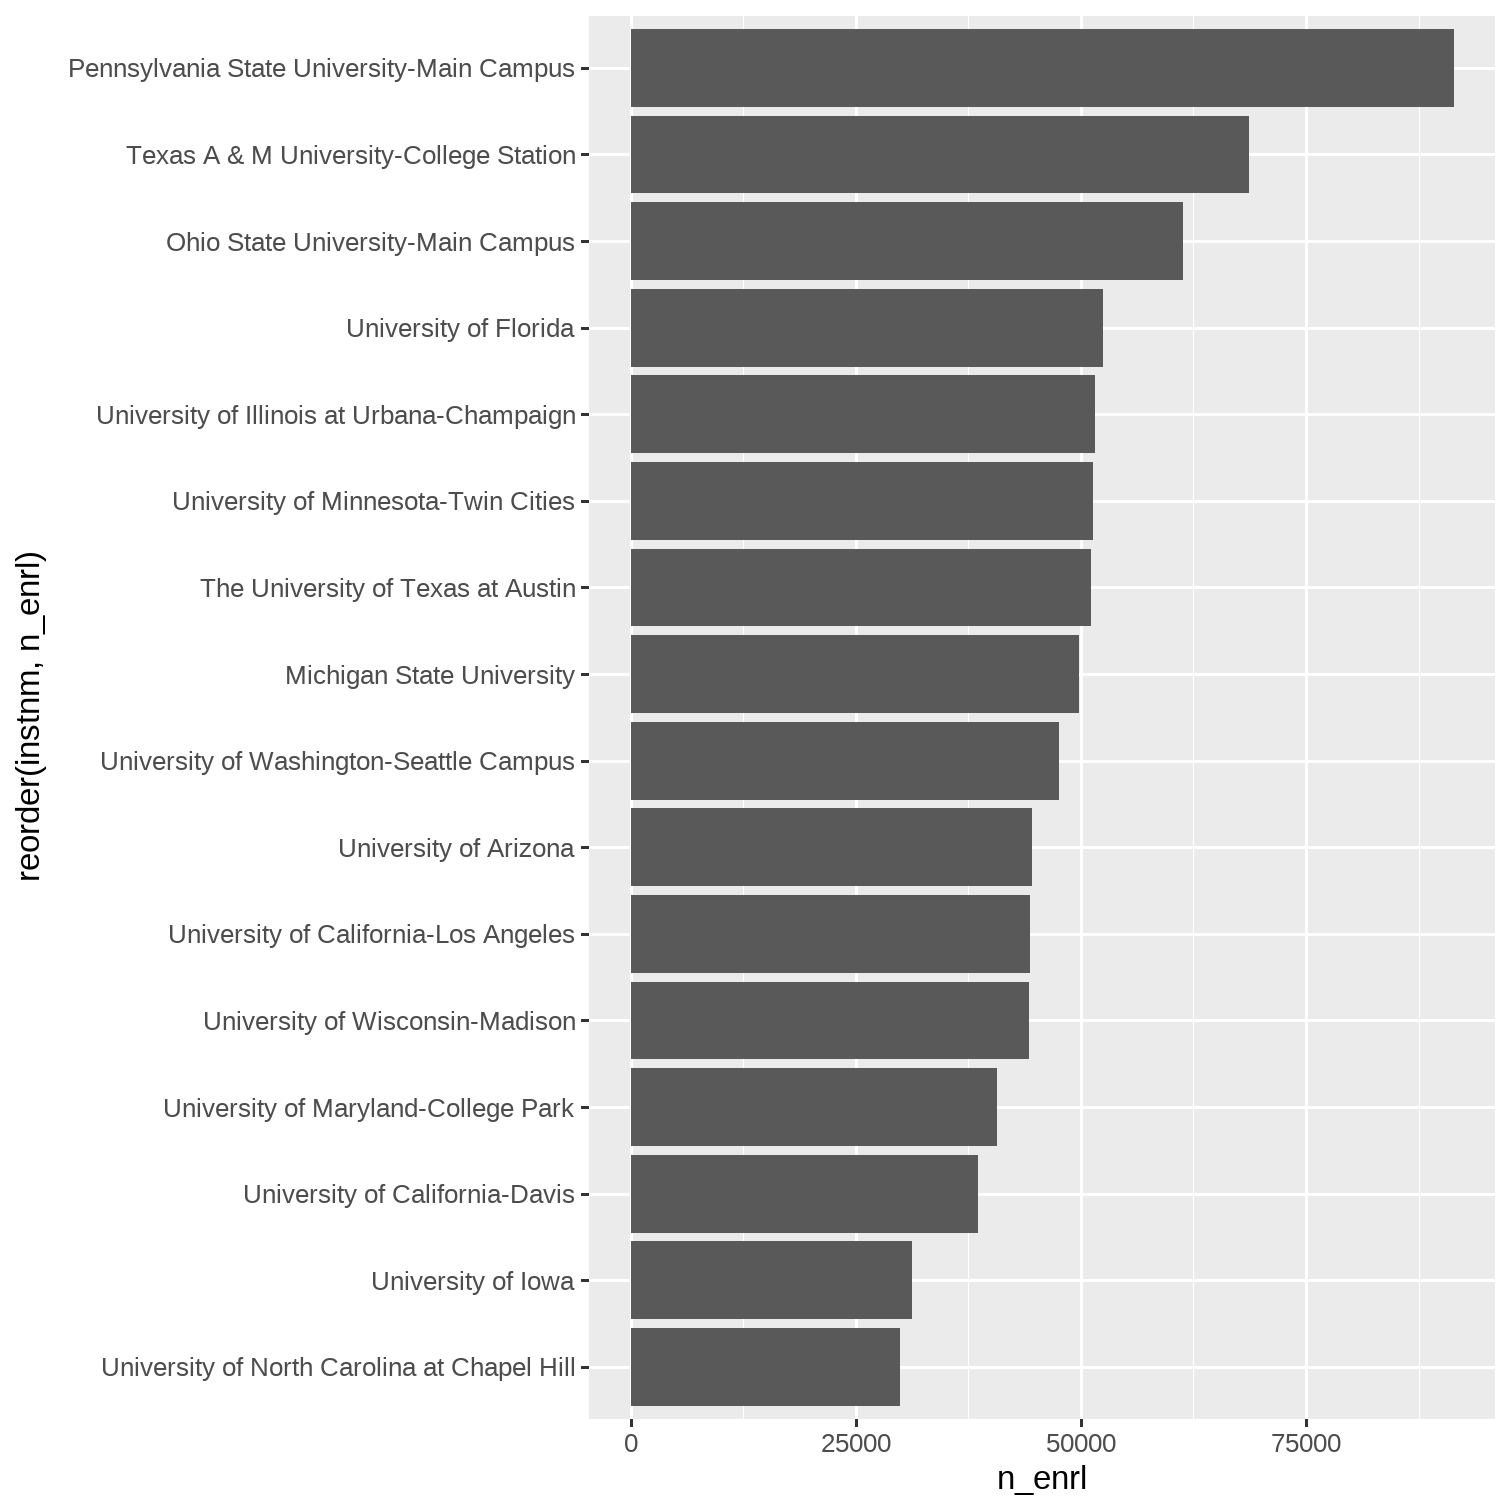 Pennsylvania State University-Main Campus
Texas A & M University-College Station
Ohio State University-Main Campus
University of Florida
University of Illinois at Urbana-Champaign
University of Minnesota-Twin Cities
The University of Texas at Austin
Michigan State University
University of Washington-Seattle Campus
University of Arizona
University of California-Los Angeles
University of Wisconsin-Madison
University of Maryland-College Park
University of California-Davis
University of Iowa
University of North Carolina at Chapel Hill
reorder(instnm, n_enrl)
0 25000 50000 75000
n_enrl